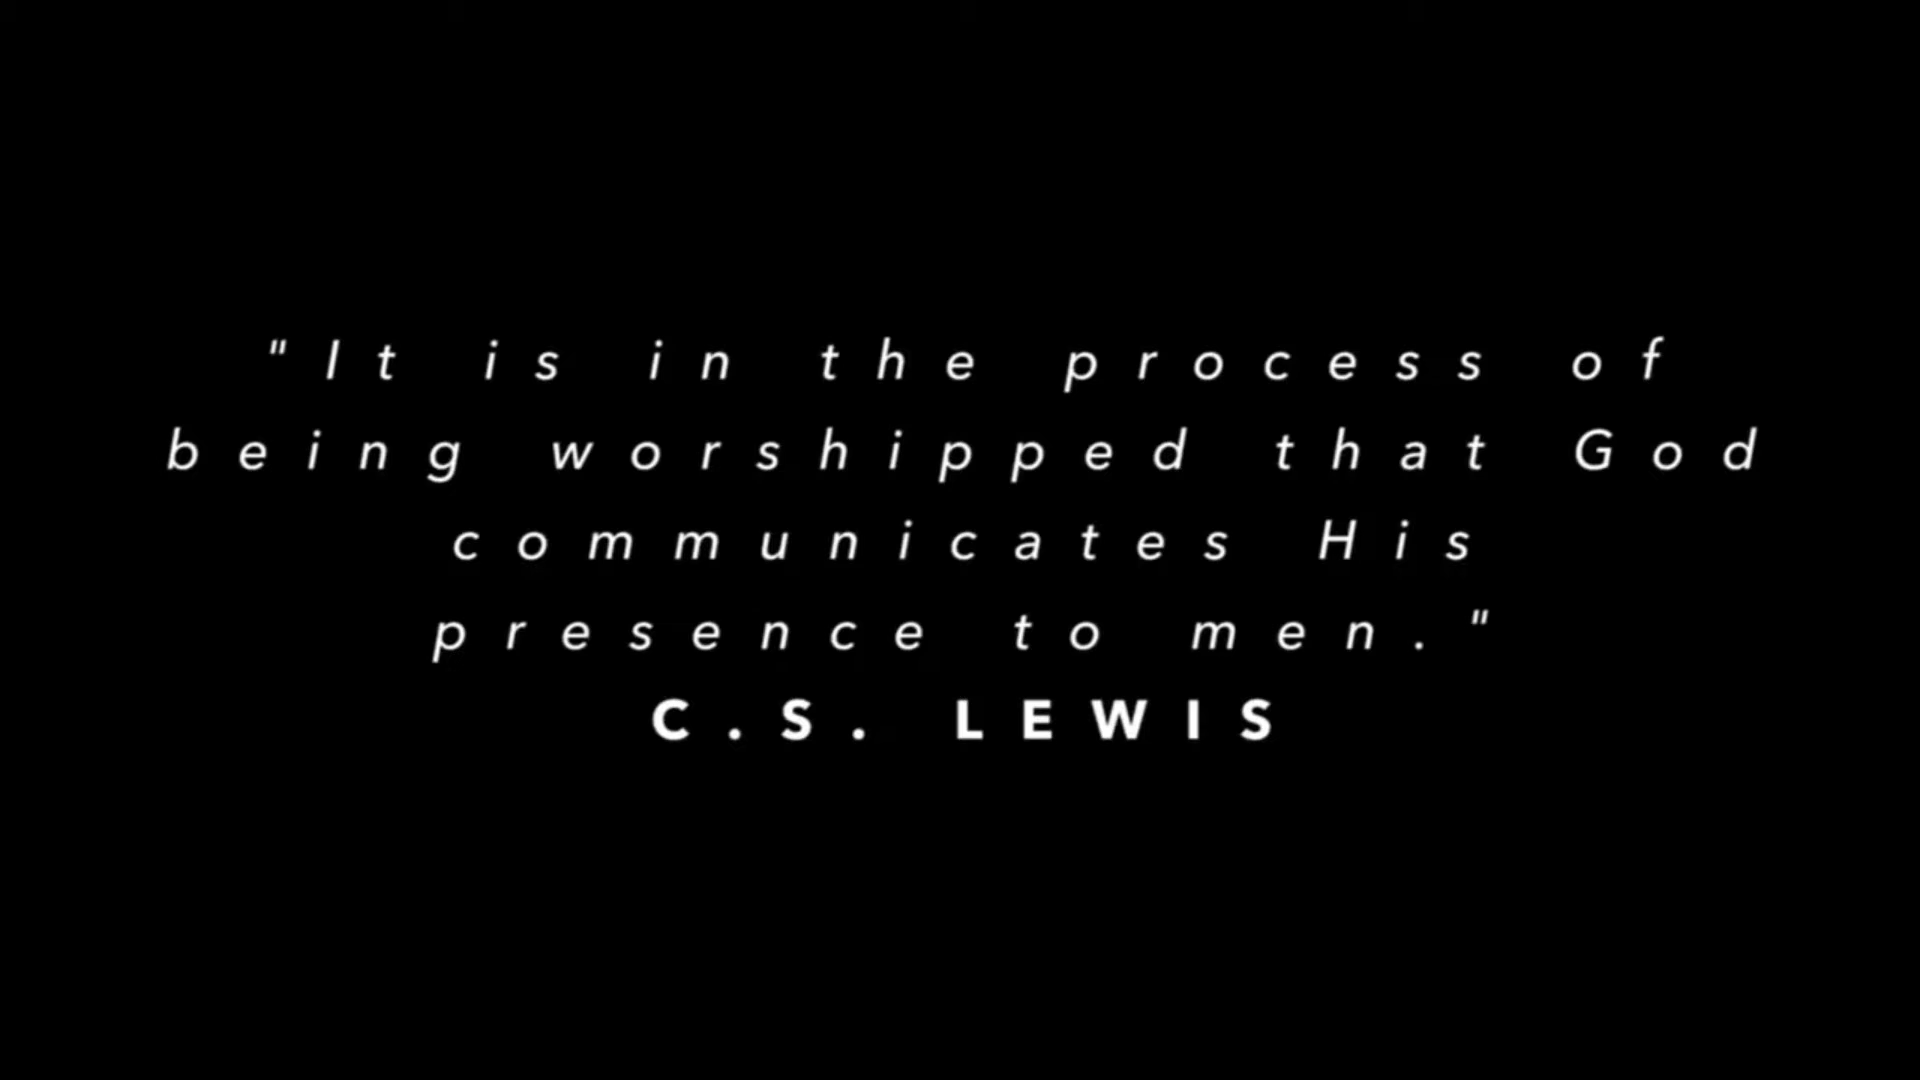 "It is in the process of
being worshipped that God
communicates His
presence to men."
C.S. LEWIS